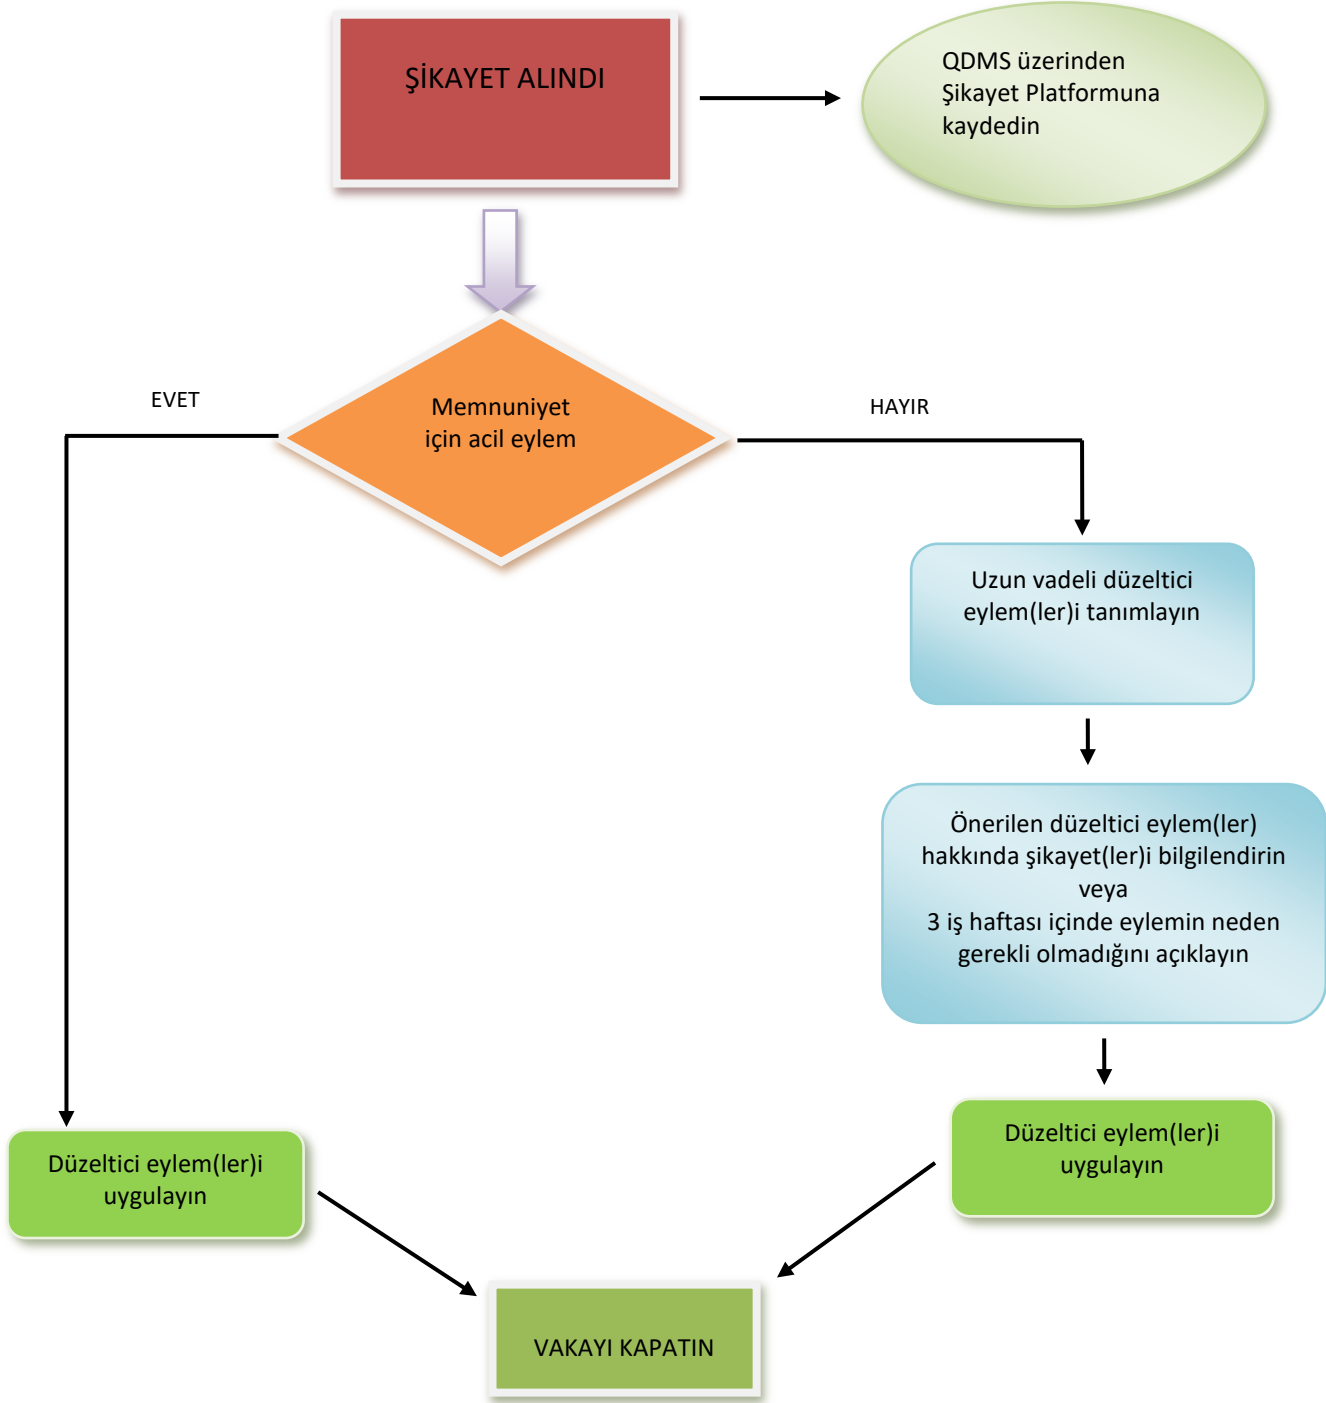 ŞİKAYET ALINDI
QDMS üzerinden
Şikayet Platformuna
kaydedin
EVET
Memnuniyet
için acil eylem
HAYIR
Uzun vadeli düzeltici
eylem(ler)i tanımlayın
Önerilen düzeltici eylem(ler)
hakkında şikayet(ler)i bilgilendirin
veya
3 iş haftası içinde eylemin neden
gerekli olmadığını açıklayın
Düzeltici eylem(ler)i
uygulayın
Düzeltici eylem(ler)i
uygulayın
VAKAYI KAPATIN